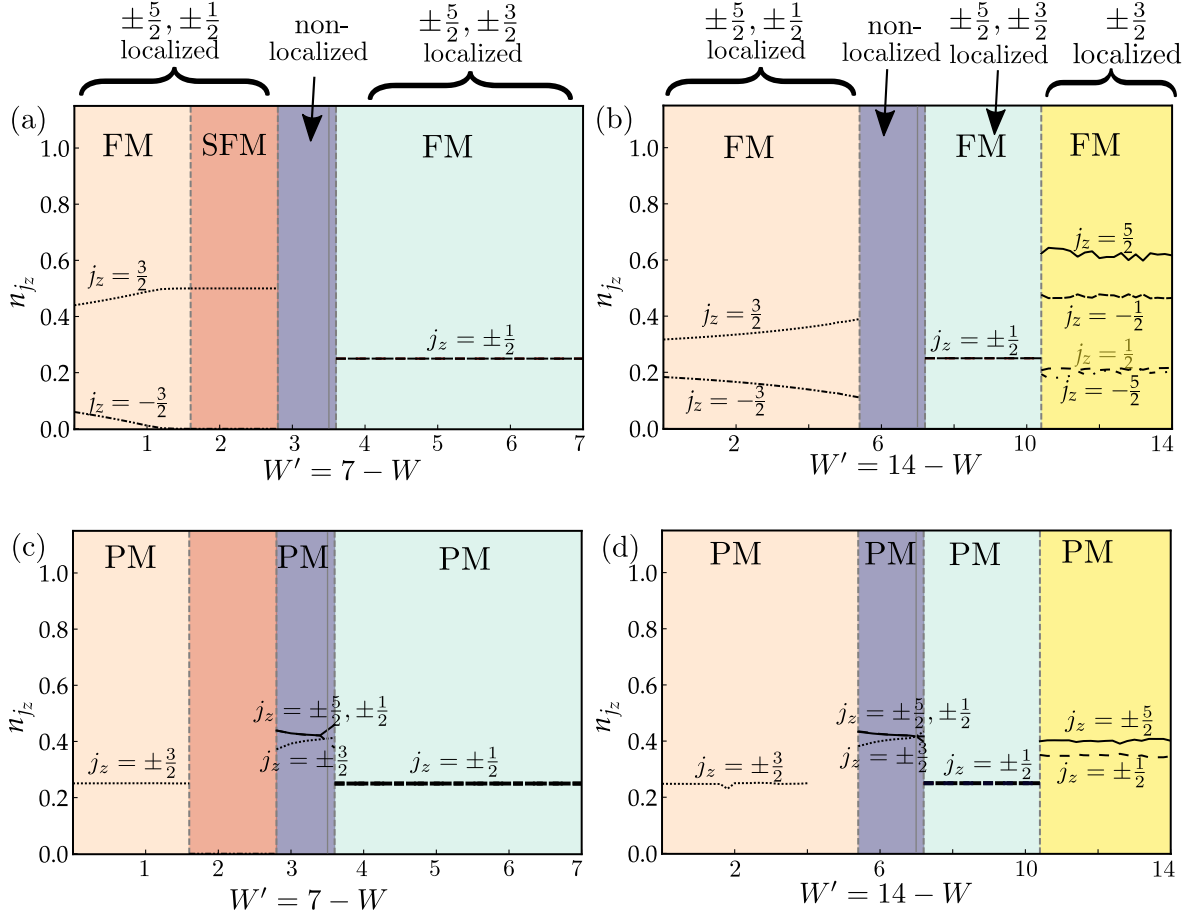 ±5/2, ±1/2
localized
non-
localized
±5/2, ±3/2
localized
±5/2, ±1/2
localized
non-
localized
±5/2, ±3/2
localized
±3/2
localized
(a)
FM
SFM
FM
j_z = 3/2
j_z = −3/2
j_z = ±1/2
n_{j_z}
1.0
0.8
0.6
0.4
0.2
0.0
1 2 3 4 5 6 7
W' = 7 − W
(b)
FM
FM
FM
j_z = 3/2
j_z = −3/2
j_z = ±1/2
j_z = 5/2
j_z = −1/2
j_z = 1/2
j_z = −5/2
n_{j_z}
1.0
0.8
0.6
0.4
0.2
0.0
2 6 10 14
W' = 14 − W
(c)
PM
PM
PM
j_z = ±5/2, ±1/2
j_z = ±3/2
j_z = ±3/2
j_z = ±1/2
n_{j_z}
1.0
0.8
0.6
0.4
0.2
0.0
1 2 3 4 5 6 7
W' = 7 − W
(d)
PM
PM
PM
PM
j_z = ±5/2, ±1/2
j_z = ±3/2
j_z = ±3/2
j_z = ±1/2
j_z = ±5/2
j_z = ±1/2
n_{j_z}
1.0
0.8
0.6
0.4
0.2
0.0
2 6 10 14
W' = 14 − W